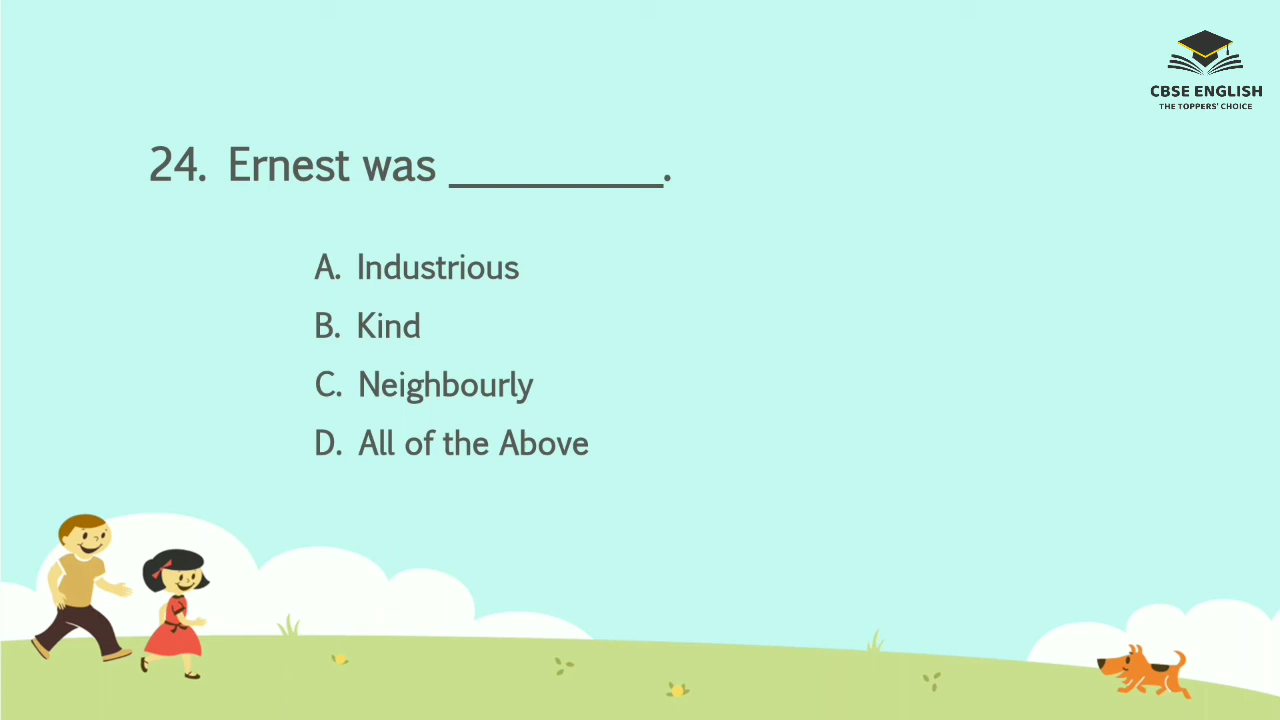 CBSE ENGLISH
THE TOPPERS' CHOICE
24. Ernest was __________.
A. Industrious
B. Kind
C. Neighbourly
D. All of the Above